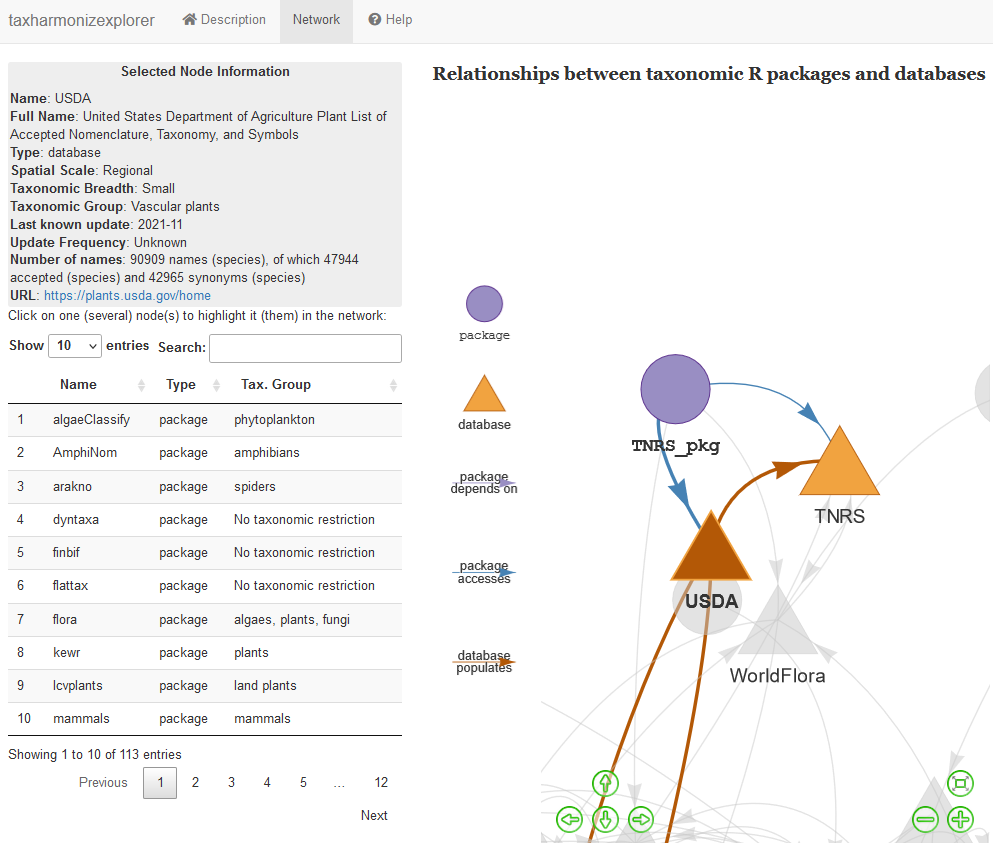 taxharmonizexplorer Description Network Help
Selected Node Information
Name: USDA
Full Name: United States Department of Agriculture Plant List of
Accepted Nomenclature, Taxonomy, and Symbols
Type: database
Spatial Scale: Regional
Taxonomic Breadth: Small
Taxonomic Group: Vascular plants
Last known update: 2021-11
Update Frequency: Unknown
Number of names: 90909 names (species), of which 47944
accepted (species) and 42965 synonyms (species)
URL: https://plants.usda.gov/home
Click on one (several) node(s) to highlight it (them) in the network:
Show 10 entries Search:
Name Type Tax. Group
1 algaeClassify package phytoplankton
2 AmphiNom package amphibians
3 arakno package spiders
4 dyntaxa package No taxonomic restriction
5 finbif package No taxonomic restriction
6 flattax package No taxonomic restriction
7 flora package algaes, plants, fungi
8 kewr package plants
9 lcvplants package land plants
10 mammals package mammals
Showing 1 to 10 of 113 entries
Previous 1 2 3 4 5 ... 12
Next
Relationships between taxonomic R packages and databases
package
database
package
depends on
package
accesses
database
populates
TNRS_pkg
TNRS
USDA
WorldFlora